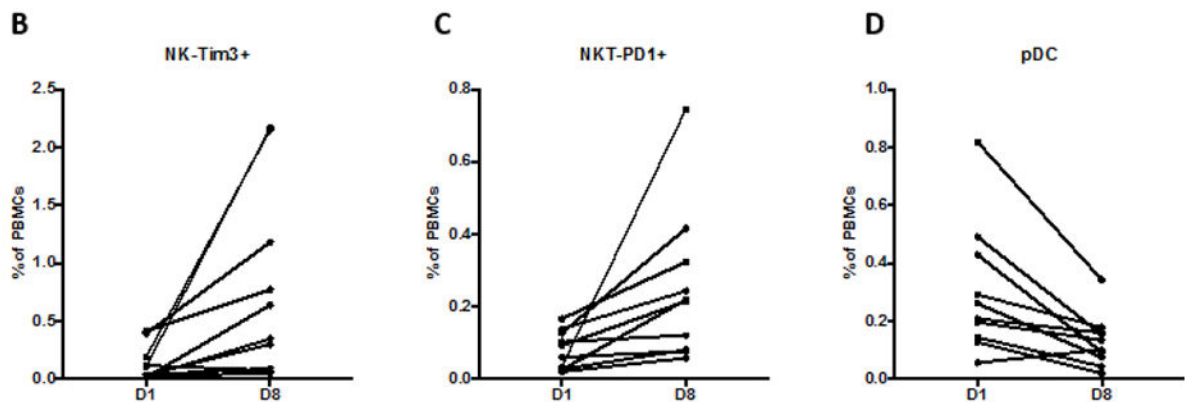 B
NK-Tim3+
% of PBMCs
2.5
2.0
1.5
1.0
0.5
0.0
D1 D8
C
NKT-PD1+
% of PBMCs
0.8
0.6
0.4
0.2
0.0
D1 D8
D
pDC
% of PBMCs
1.0
0.8
0.6
0.4
0.2
0.0
D1 D8